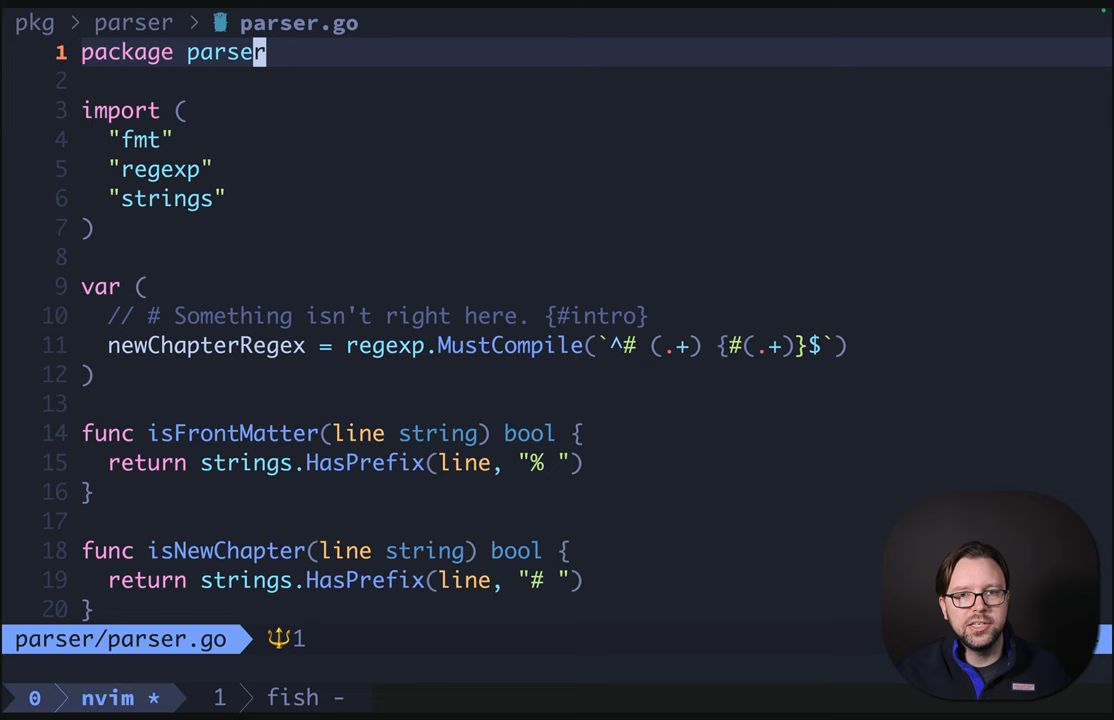 pkg > parser > parser.go
1 package parser
2
3 import (
4 "fmt"
5 "regexp"
6 "strings"
7 )
8
9 var (
10 // # Something isn't right here. {#intro}
11 newChapterRegex = regexp.MustCompile(`^# (.+) {#(.+)}$`)
12 )
13
14 func isFrontMatter(line string) bool {
15 return strings.HasPrefix(line, "% ")
16 }
17
18 func isNewChapter(line string) bool {
19 return strings.HasPrefix(line, "# ")
20 }
parser/parser.go 1
0 nvim * 1 fish -